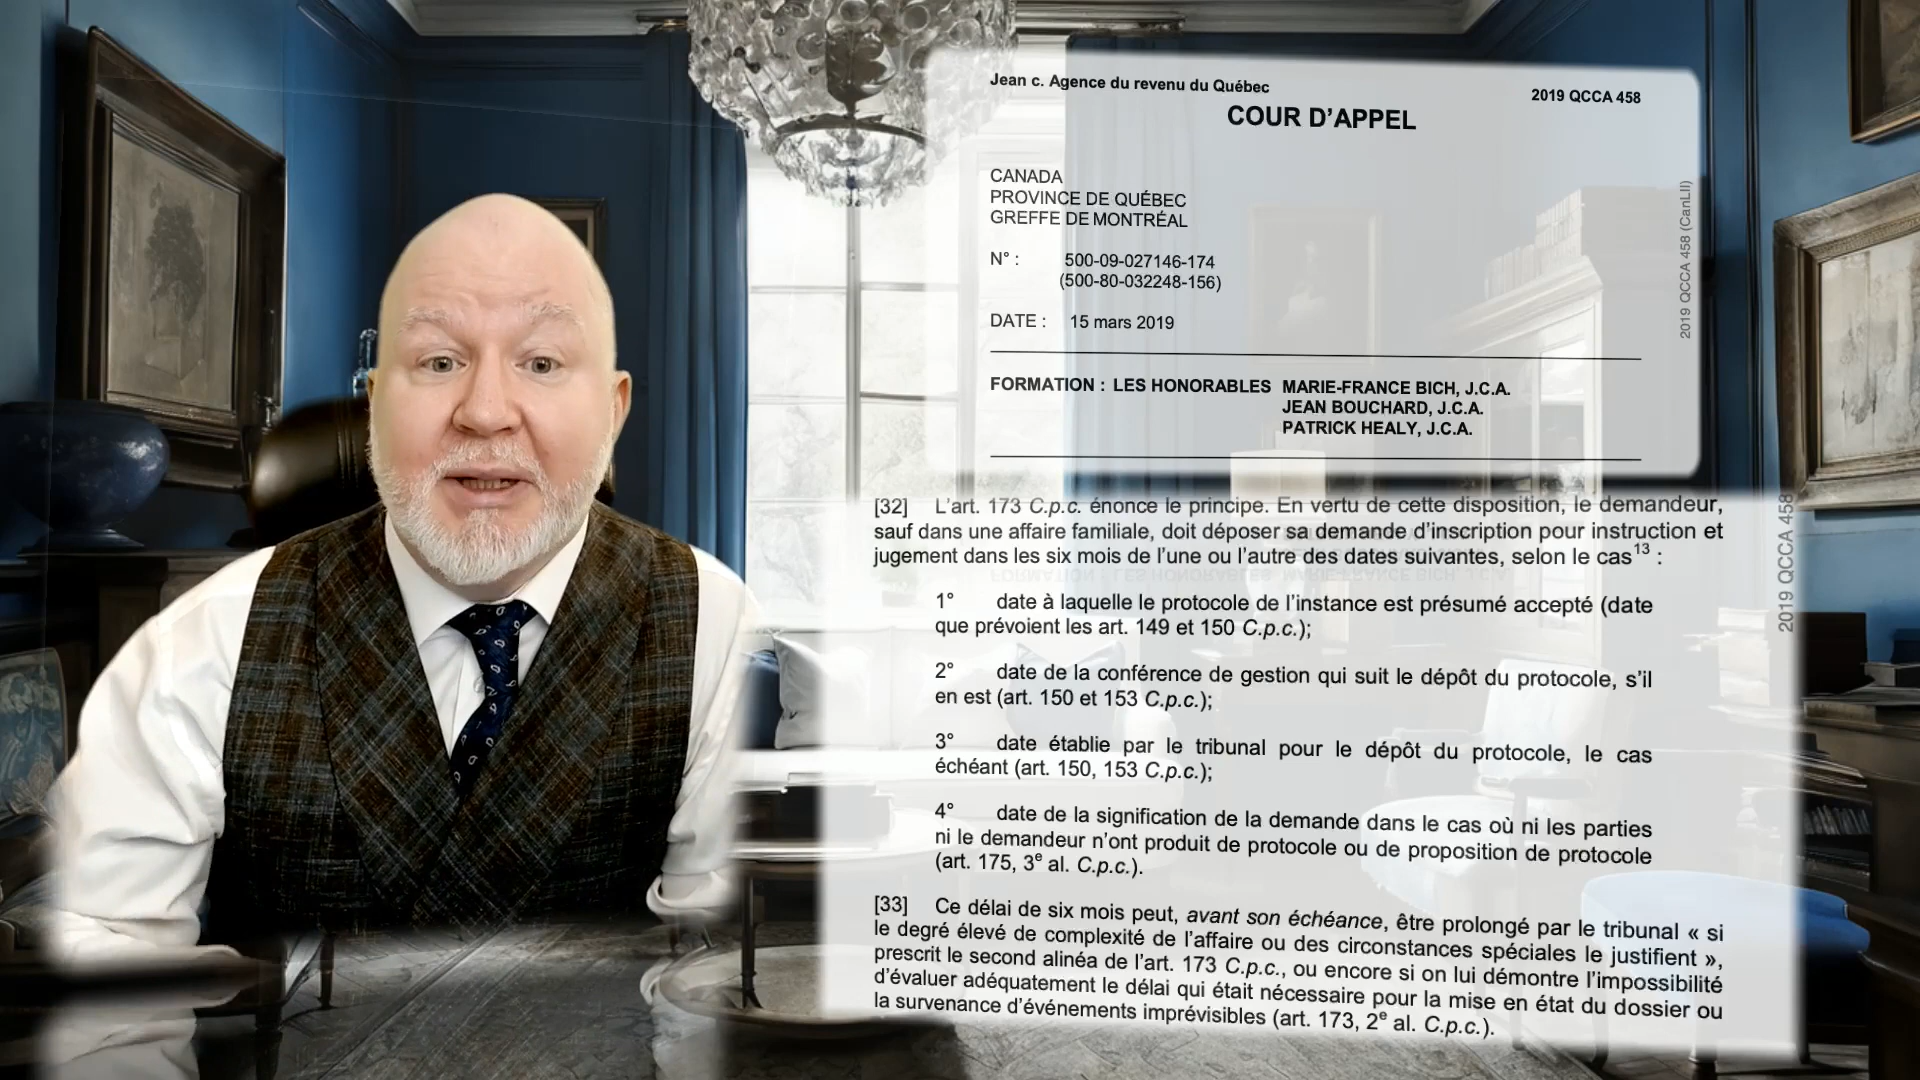 Jean c. Agence du revenu du Québec
2019 QCCA 458
COUR D'APPEL
CANADA
PROVINCE DE QUÉBEC
GREFFE DE MONTRÉAL
N° : 500-09-027146-174
(500-80-032248-156)
DATE : 15 mars 2019
FORMATION : LES HONORABLES MARIE-FRANCE BICH, J.C.A.
JEAN BOUCHARD, J.C.A.
PATRICK HEALY, J.C.A.
2019 QCCA 458 (CanLII)
[32] L'art. 173 C.p.c. énonce le principe. En vertu de cette disposition, le demandeur,
sauf dans une affaire familiale, doit déposer sa demande d'inscription pour instruction et
jugement dans les six mois de l'une ou l'autre des dates suivantes, selon le cas13 :
1° date à laquelle le protocole de l'instance est présumé accepté (date
que prévoient les art. 149 et 150 C.p.c.);
2° date de la conférence de gestion qui suit le dépôt du protocole, s'il
en est (art. 150 et 153 C.p.c.);
3° date établie par le tribunal pour le dépôt du protocole, le cas
échéant (art. 150, 153 C.p.c.);
4° date de la signification de la demande dans le cas où ni les parties
ni le demandeur n'ont produit de protocole ou de proposition de protocole
(art. 175, 3e al. C.p.c.).
[33] Ce délai de six mois peut, avant son échéance, être prolongé par le tribunal « si
le degré élevé de complexité de l'affaire ou des circonstances spéciales le justifient »,
prescrit le second alinéa de l'art. 173 C.p.c., ou encore si on lui démontre l'impossibilité
d'évaluer adéquatement le délai qui était nécessaire pour la mise en état du dossier ou
la survenance d'événements imprévisibles (art. 173, 2e al. C.p.c.).
2019 QCCA 458